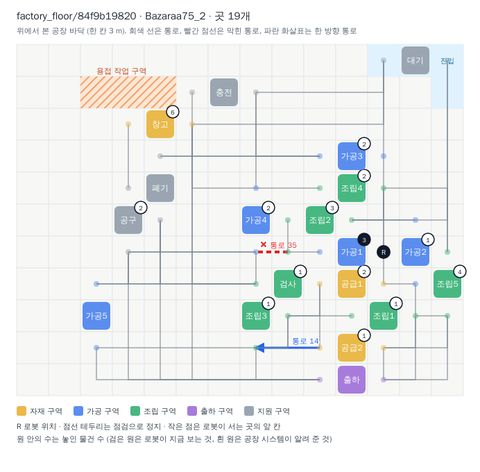 factory_floor/84f9b19820 · Bazaraa75_2 · 곳 19개
위에서 본 공장 바닥 (한 칸 3 m). 회색 선은 통로, 빨간 점선은 막힌 통로, 파란 화살표는 한 방향 통로
용접 작업 구역
대기
진입
충전
창고 6
가공3 2
폐기
조립4 2
공구 2
가공4 2
조립2 3
✖ 통로 35
가공1 3
R
가공2 1
검사 1
공급1 2
조립5 4
가공5
조립3 1
조립1 1
통로 14
공급2 1
출하
자재 구역
가공 구역
조립 구역
출하 구역
지원 구역
R 로봇 위치 · 점선 테두리는 점검으로 정지 · 작은 점은 로봇이 서는 곳의 앞 칸
원 안의 수는 놓인 물건 수 (검은 원은 로봇이 지금 보는 것, 흰 원은 공장 시스템이 알려 준 것)